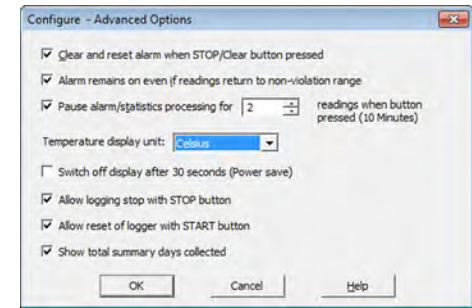 Configure - Advanced Options
Clear and reset alarm when STOP/Clear button pressed
Alarm remains on even if readings return to non-violation range
Pause alarm/statistics processing for 2 readings when button
pressed (10 Minutes)
Temperature display unit: Celsius
Switch off display after 30 seconds (Power save)
Allow logging stop with STOP button
Allow reset of logger with START button
Show total summary days collected
OK Cancel Help